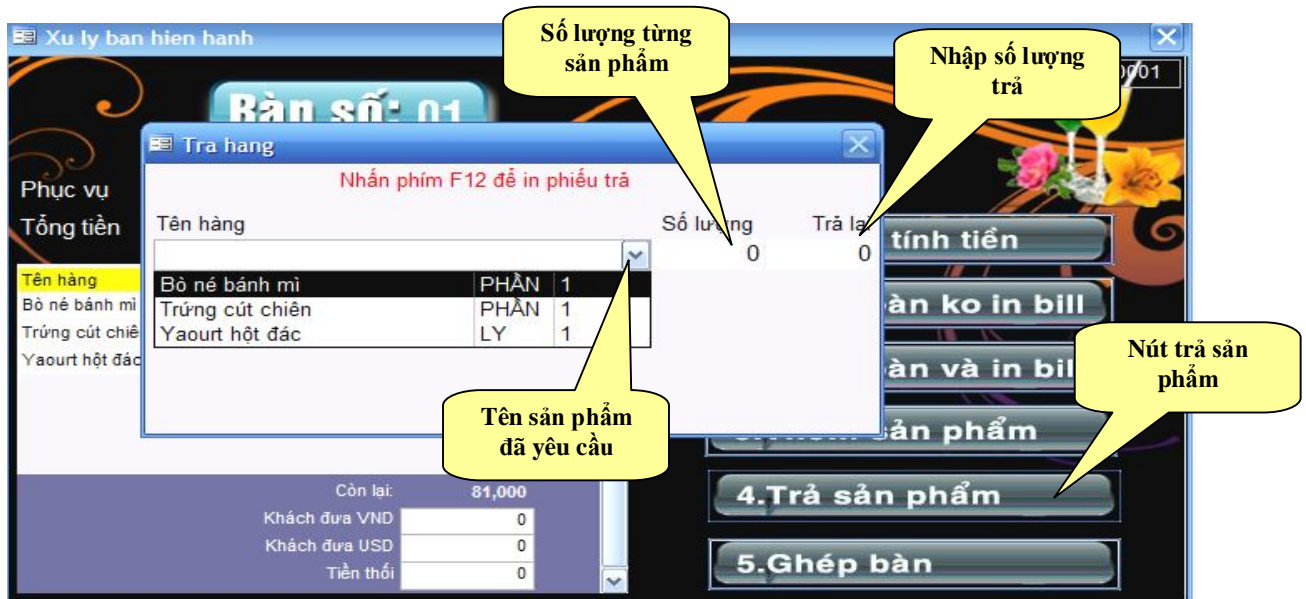 Số lượng từng
sản phẩm
Nhập số lượng
trả
Xu ly ban hien hanh
0001
Bàn số: 01
Tra hang
Nhấn phím F12 để in phiếu trả
Phục vụ
Tổng tiền
Tên hàng
Số lượng
Trả lại
0
0
tính tiền
Tên hàng
Bò né bánh mì
Trứng cút chiê
Yaourt hột đác
Bò né bánh mì PHẦN 1
Trứng cút chiên PHẦN 1
Yaourt hột đác LY 1
àn ko in bill
àn và in bil
Nút trả sản
phẩm
Tên sản phẩm
đã yêu cầu
sản phẩm
4.Trả sản phẩm
5.Ghép bàn
Còn lại: 81,000
Khách đưa VND 0
Khách đưa USD 0
Tiền thối 0